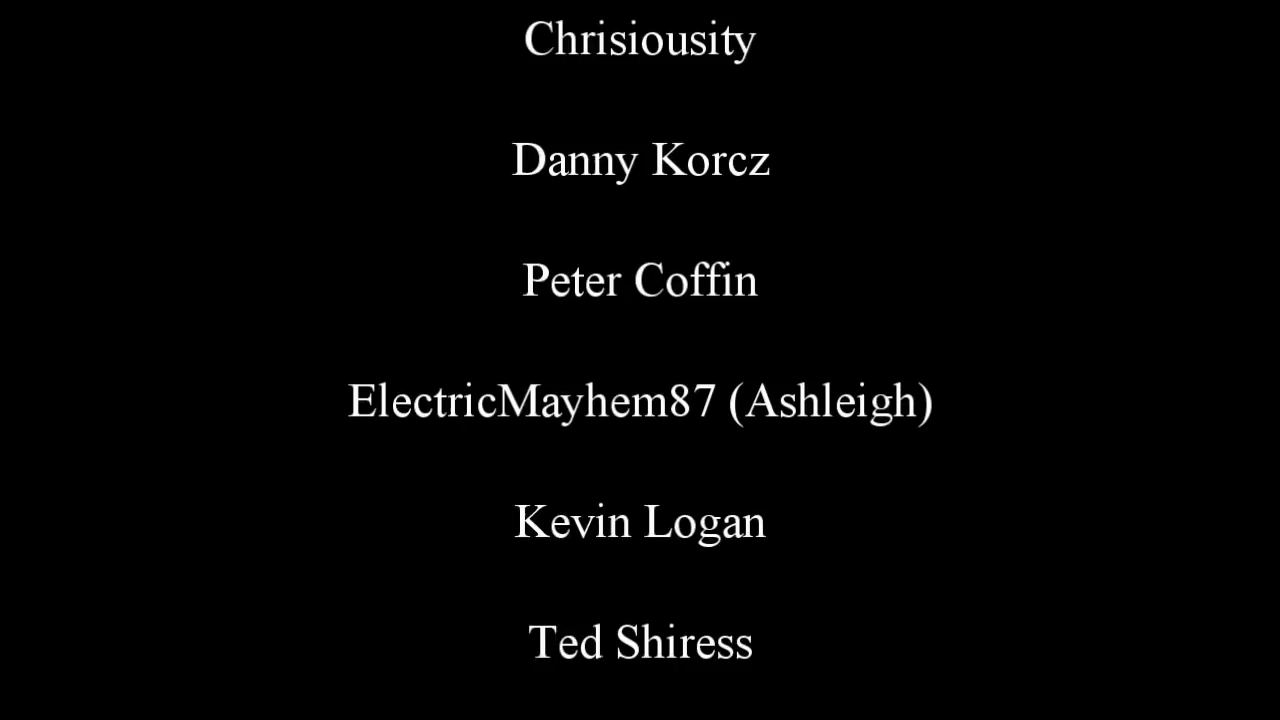 Chrisiousity
Danny Korcz
Peter Coffin
ElectricMayhem87 (Ashleigh)
Kevin Logan
Ted Shiress